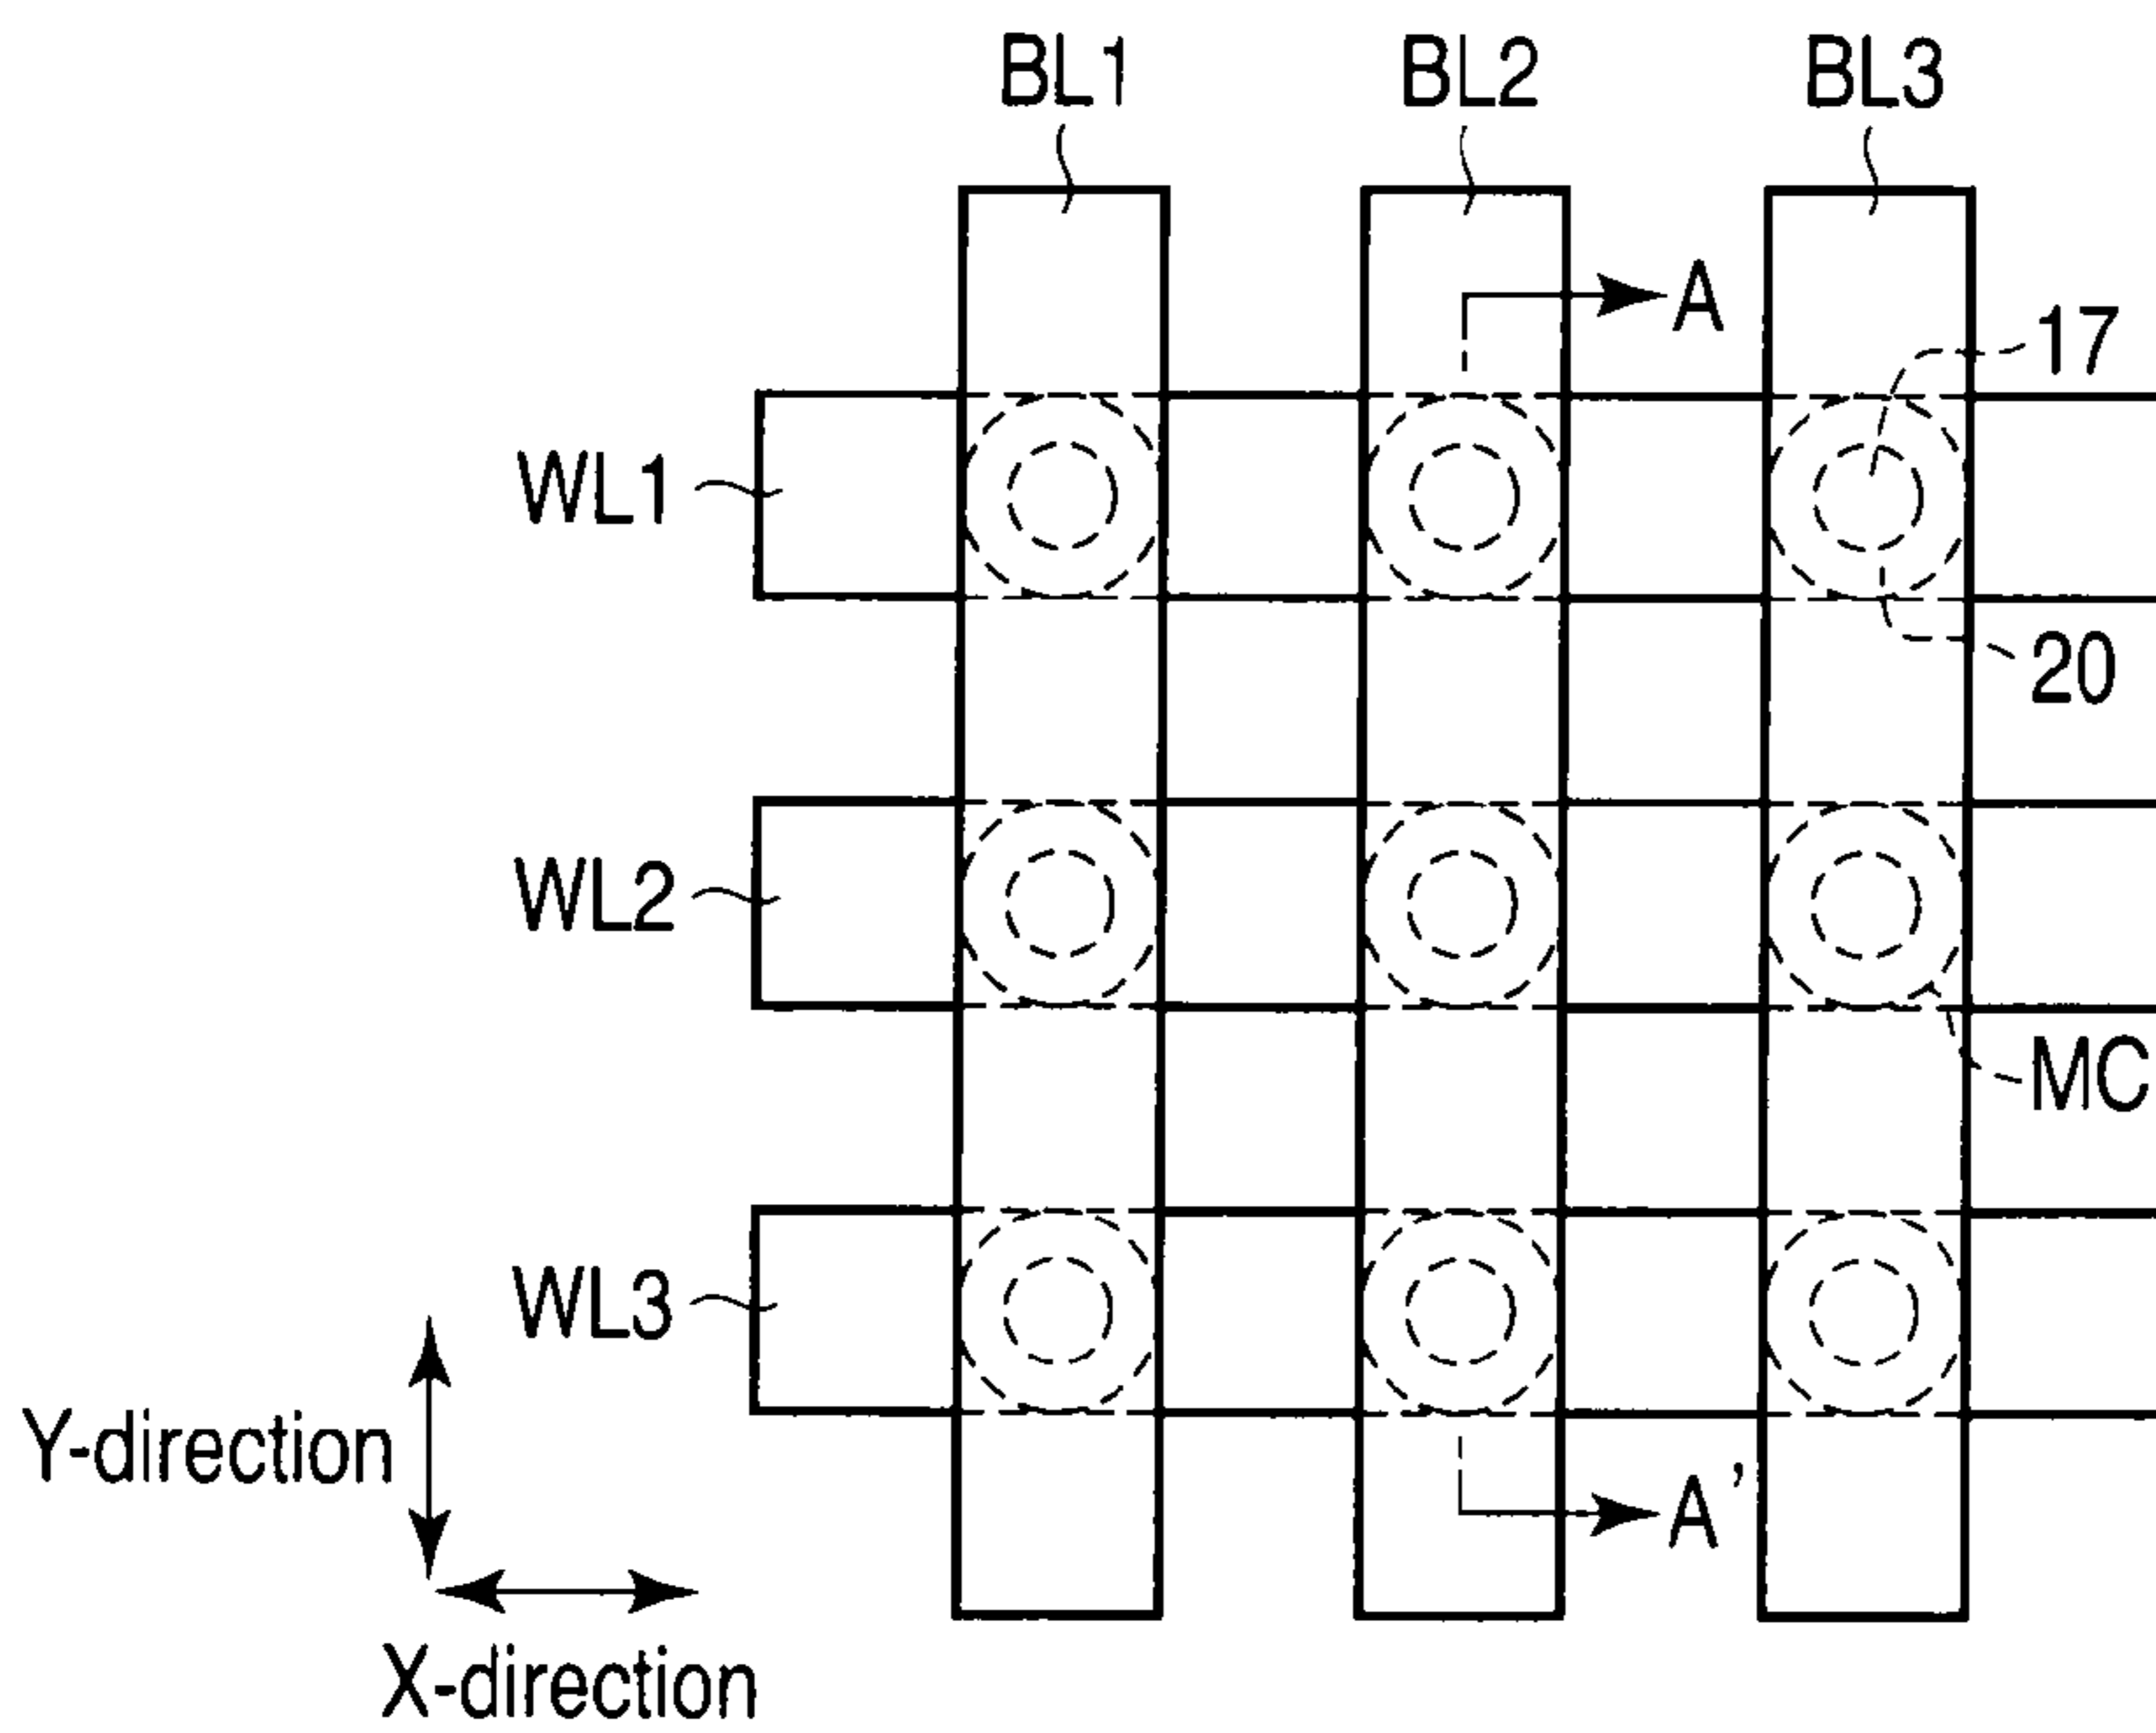 BL1 BL2 BL3
A
17
WL1
20
WL2
MC
WL3
Y-direction
A'
X-direction